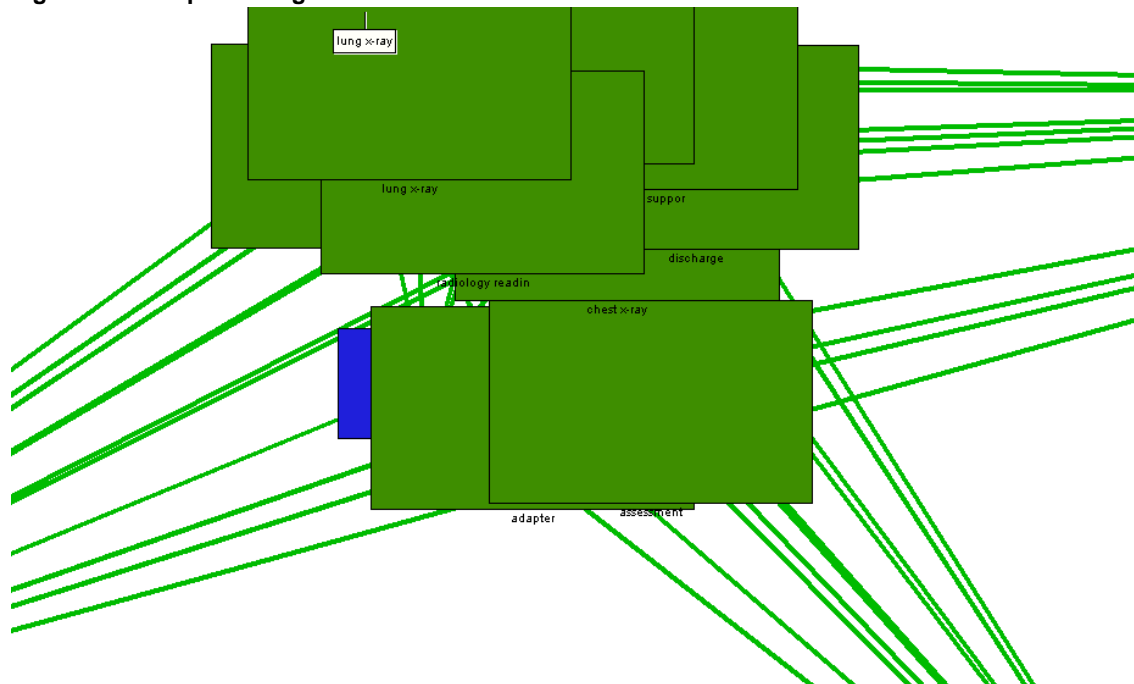 lung x-ray
lung x-ray
suppor
discharge
radiology readin
chest x-ray
assessment
adapter